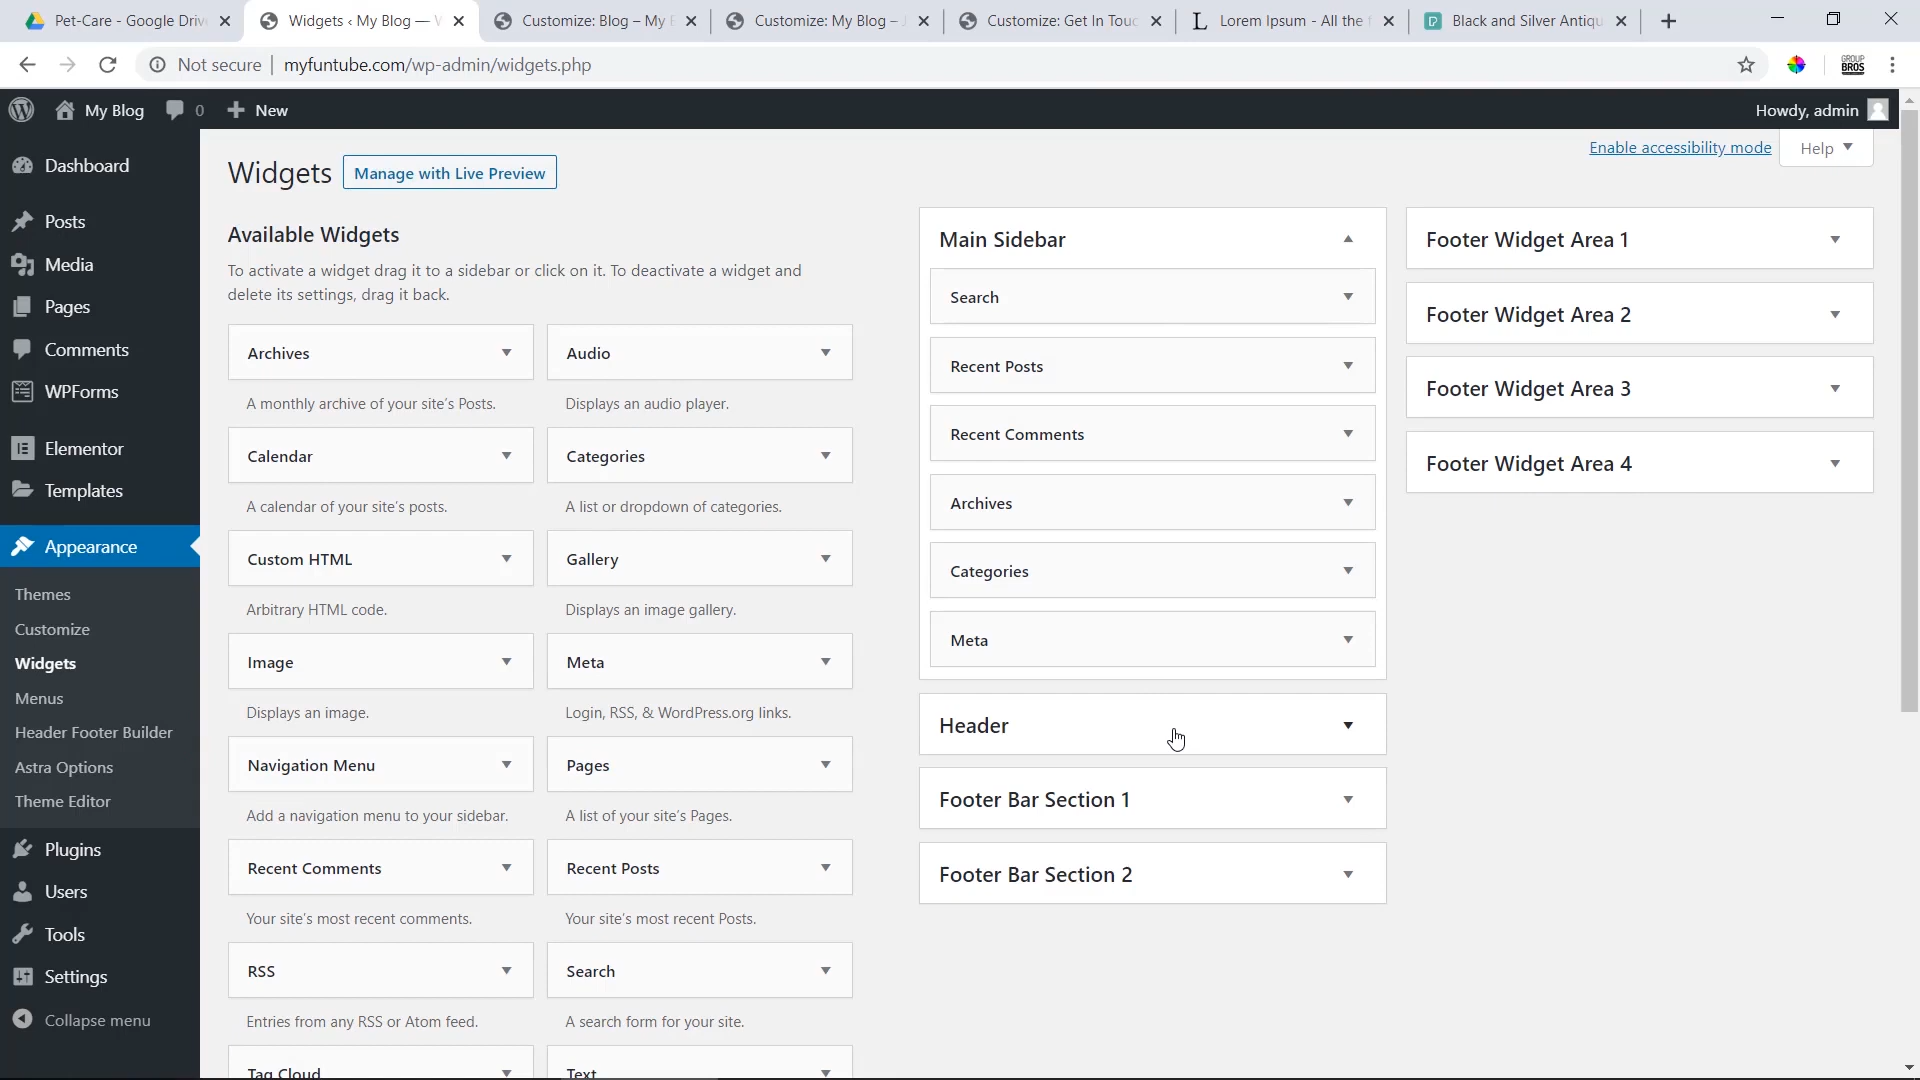 Pet-Care - Google Driv
Widgets ‹ My Blog — W
Customize: Blog – My B
Customize: My Blog – J
Customize: Get In Touc
Lorem Ipsum - All the f
Black and Silver Antiqu
Not secure
myfuntube.com/wp-admin/widgets.php
GROUP
BROS
My Blog
0
New
Howdy, admin
Dashboard
Posts
Media
Pages
Comments
WPForms
Elementor
Templates
Appearance
Themes
Customize
Widgets
Menus
Header Footer Builder
Astra Options
Theme Editor
Plugins
Users
Tools
Settings
Collapse menu
Widgets
Manage with Live Preview
Enable accessibility mode
Help
Available Widgets
To activate a widget drag it to a sidebar or click on it. To deactivate a widget and
delete its settings, drag it back.
Archives
A monthly archive of your site's Posts.
Audio
Displays an audio player.
Calendar
A calendar of your site's posts.
Categories
A list or dropdown of categories.
Custom HTML
Arbitrary HTML code.
Gallery
Displays an image gallery.
Image
Displays an image.
Meta
Login, RSS, & WordPress.org links.
Navigation Menu
Add a navigation menu to your sidebar.
Pages
A list of your site's Pages.
Recent Comments
Your site's most recent comments.
Recent Posts
Your site's most recent Posts.
RSS
Entries from any RSS or Atom feed.
Search
A search form for your site.
Tag Cloud
Text
Main Sidebar
Search
Recent Posts
Recent Comments
Archives
Categories
Meta
Header
Footer Bar Section 1
Footer Bar Section 2
Footer Widget Area 1
Footer Widget Area 2
Footer Widget Area 3
Footer Widget Area 4